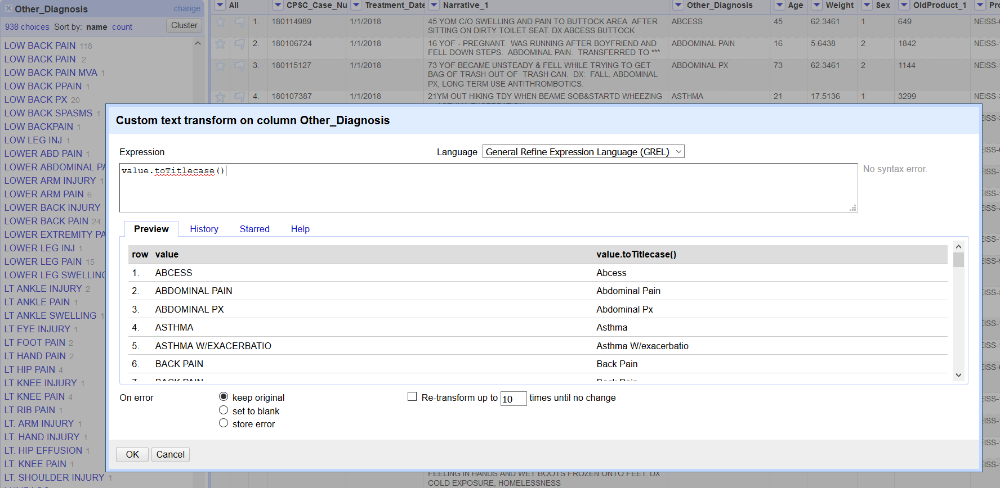 Other_Diagnosis change
938 choices Sort by: name count Cluster
LOW BACK PAIN 118
LOW BACK PAIN 2
LOW BACK PAIN MVA 1
LOW BACK PPAIN 1
LOW BACK PX 20
LOW BACK SPASMS 1
LOW BACKPAIN 1
LOW LEG INJ 1
LOWER ABD PAIN 1
LOWER ABDOMINAL PA
LOWER ARM INJURY 1
LOWER ARM PAIN 6
LOWER BACK INJURY
LOWER BACK PAIN 24
LOWER EXTREMITY PA
LOWER LEG INJ 1
LOWER LEG PAIN 15
LOWER LEG SWELLING
LT ANKLE INJURY 2
LT ANKLE PAIN 1
LT ANKLE SWELLING 1
LT EYE INJURY 1
LT FOOT PAIN 2
LT HAND PAIN 2
LT HIP PAIN 4
LT KNEE INJURY 1
LT KNEE PAIN 4
LT RIB PAIN 1
LT. ARM INJURY 1
LT. HAND INJURY 1
LT. HIP EFFUSION 1
LT. KNEE PAIN 1
LT. SHOULDER INJURY 1
All CPSC_Case_Nu Treatment_Date Narrative_1 Other_Diagnosis Age Weight Sex OldProduct_1 Pro
1. 180114989 1/1/2018 45 YOM C/O SWELLING AND PAIN TO BUTTOCK AREA AFTER ABCESS 45 62.3461 1 649 NEISS-
SITTING ON DIRTY TOILET SEAT. DX ABCESS BUTTOCK
2. 180106724 1/1/2018 16 YOF - PREGNANT. WAS RUNNING AFTER BOYFRIEND AND ABDOMINAL PAIN 16 5.6438 2 1842 NEISS-
FELL DOWN STEPS. ABDOMINAL PAIN. TRANSFERRED TO ***
3. 180115127 1/1/2018 73 YOF BECAME UNSTEADY & FELL WHILE TRYING TO GET ABDOMINAL PX 73 62.3461 2 1144 NEISS-
BAG OF TRASH OUT OF TRASH CAN. DX: FALL, ABDOMINAL
PX, LONG TERM USE ANTITHROMBOTICS.
4. 180107387 1/1/2018 21YM OUT HIKING TDY WHEN BEAME SOB&STARTD WHEEZING ASTHMA 21 17.5136 1 3299 NEISS-
Custom text transform on column Other_Diagnosis
Expression Language General Refine Expression Language (GREL)
value.toTitlecase()
No syntax error.
Preview History Starred Help
row value value.toTitlecase()
1. ABCESS Abcess
2. ABDOMINAL PAIN Abdominal Pain
3. ABDOMINAL PX Abdominal Px
4. ASTHMA Asthma
5. ASTHMA W/EXACERBATIO Asthma W/exacerbatio
6. BACK PAIN Back Pain
7. BACK PAIN Back Pain
On error keep original Re-transform up to 10 times until no change
set to blank
store error
OK Cancel
FEELING IN HANDS AND WET BOOTS FROZEN ONTO FEET. DX
COLD EXPOSURE, HOMELESSNESS